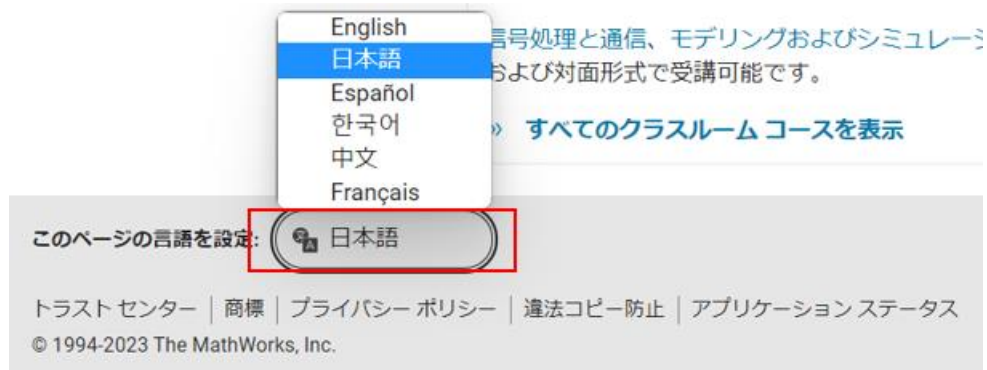 English
日本語
Español
한국어
中文
Français
信号処理と通信、モデリングおよびシミュレーシ
および対面形式で受講可能です。
» すべてのクラスルーム コースを表示
このページの言語を設定: 日本語
トラスト センター | 商標 | プライバシー ポリシー | 違法コピー防止 | アプリケーション ステータス
© 1994-2023 The MathWorks, Inc.